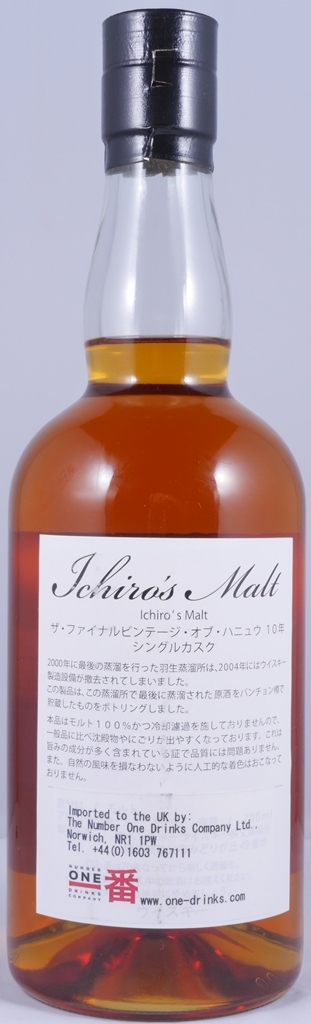 Ichiro's Malt
Ichiro's Malt
ザ・ファイナルビンテージ・オブ・ハニュウ 10年
シングルカスク
2000年に最後の蒸溜を行った羽生蒸溜所は、2004年にはウイスキー
製造設備が撤去されてしまいました。
この製品は、この蒸溜所で最後に蒸溜された原酒をパンチョン樽で
貯蔵したものをボトリングしました。
本品はモルト100%かつ冷却濾過を施しておりませんので、
一般品に比べ沈殿物やにごりが出やすくなっております。これは
旨みの成分が多く含まれている証で品質には問題ありません。
また、自然の風味を損なわないように人工的な着色はおこなって
おりません。
Imported to the UK by:
The Number One Drinks Company Ltd.,
Norwich, NR1 1PW
Tel. +44(0)1603 767111
NUMBER
ONE
DRINKS
COMPANY
一番
www.one-drinks.com